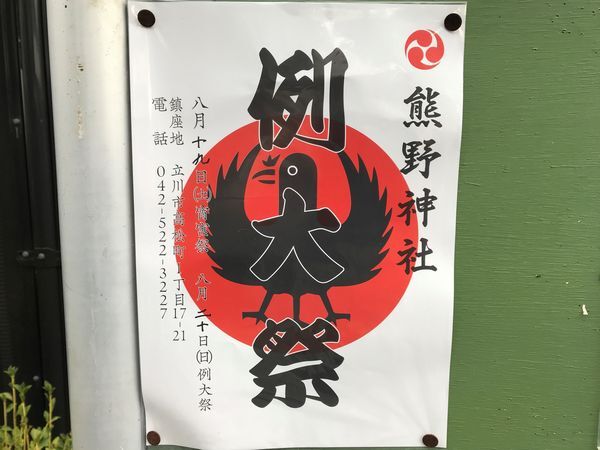 熊野神社
例大祭
八月十九日(土)宵宮祭　八月二十日(日)例大祭
鎮座地　立川市高松町1丁目17-21
電話　042-522-3227